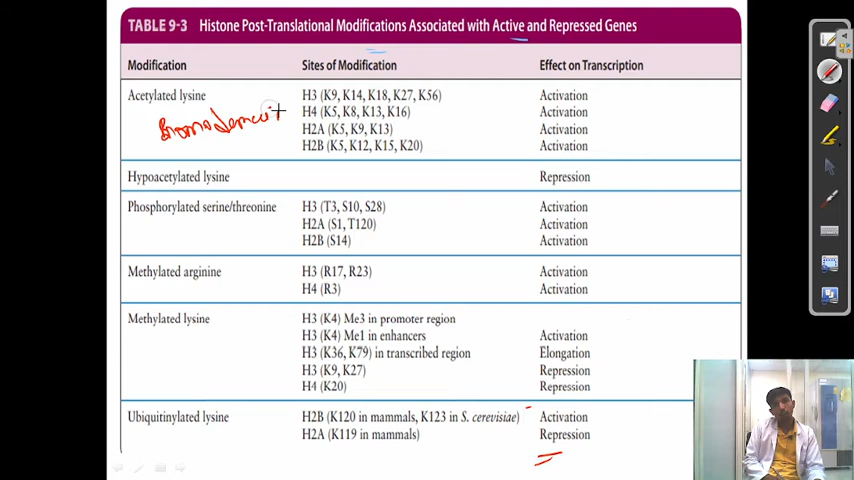 TABLE 9-3 Histone Post-Translational Modifications Associated with Active and Repressed Genes
Modification Sites of Modification Effect on Transcription
Acetylated lysine H3 (K9, K14, K18, K27, K56) Activation
H4 (K5, K8, K13, K16) Activation
H2A (K5, K9, K13) Activation
H2B (K5, K12, K15, K20) Activation
Hypoacetylated lysine Repression
Phosphorylated serine/threonine H3 (T3, S10, S28) Activation
H2A (S1, T120) Activation
H2B (S14) Activation
Methylated arginine H3 (R17, R23) Activation
H4 (R3) Activation
Methylated lysine H3 (K4) Me3 in promoter region
H3 (K4) Me1 in enhancers Activation
H3 (K36, K79) in transcribed region Elongation
H3 (K9, K27) Repression
H4 (K20) Repression
Ubiquitinylated lysine H2B (K120 in mammals, K123 in S. cerevisiae) Activation
H2A (K119 in mammals) Repression